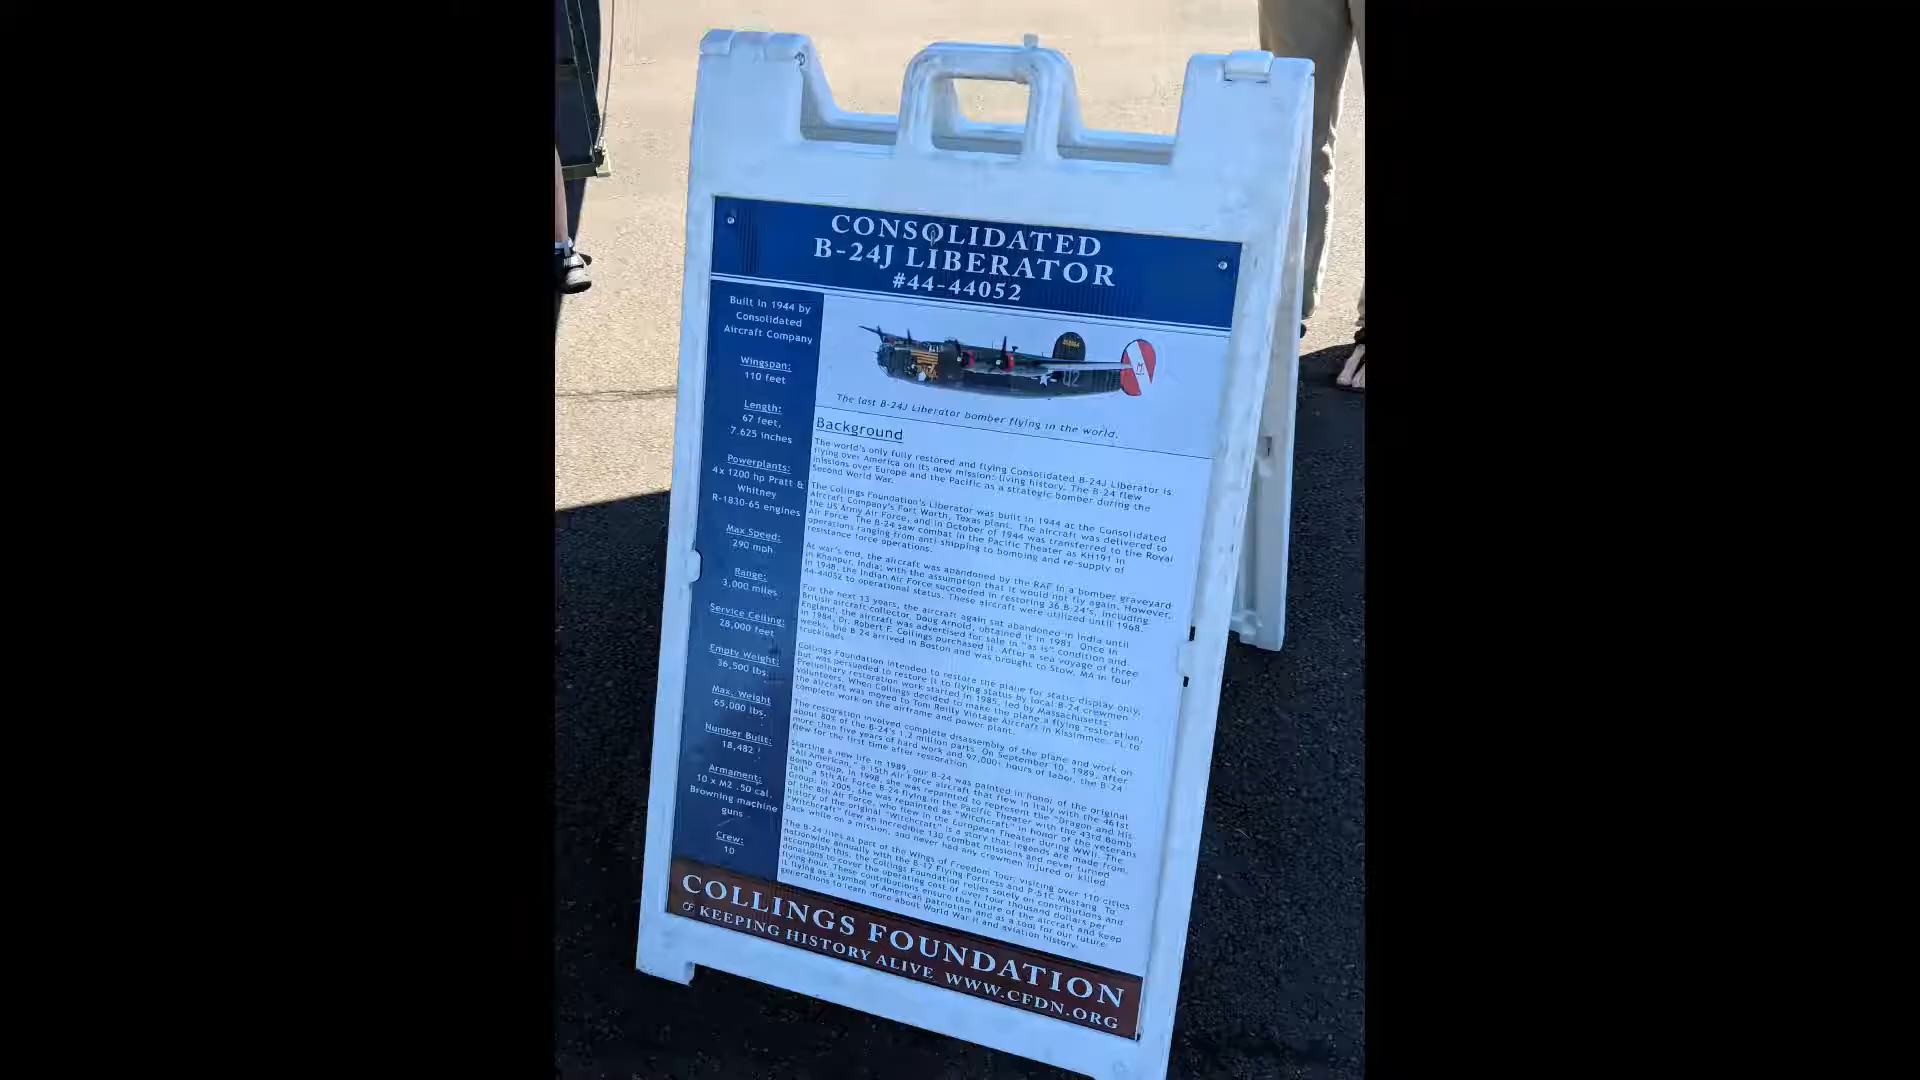 CONSOLIDATED
B-24J LIBERATOR
#44-44052
Built in 1944 by
Consolidated
Aircraft Company
Wingspan:
110 feet
Length:
67 feet,
7.625 inches
Powerplants:
4x 1200 hp Pratt &
Whitney
R-1830-65 engines
Max Speed:
290 mph
Range:
3,000 miles
Service Ceiling:
28,000 feet
Empty Weight:
36,500 lbs.
Max. Weight
65,000 lbs.
Number Built:
18,482
Armament:
10 x M2 .50 cal.
Browning machine
guns
Crew:
10
U2
M
The last B-24J Liberator bomber flying in the world.
Background
The world's only fully restored and flying Consolidated B-24J Liberator is
flying over America on its new mission: living history. The B-24 flew
missions over Europe and the Pacific as a strategic bomber during the
Second World War.
The Collings Foundation's Liberator was built in 1944 at the Consolidated
Aircraft Company's Fort Worth, Texas plant. The aircraft was delivered to
the US Army Air Force, and in October of 1944 was transferred to the Royal
Air Force. The B-24 saw combat in the Pacific Theater as KH191 in
operations ranging from anti-shipping to bombing and re-supply of
resistance force operations.
At war's end, the aircraft was abandoned by the RAF in a bomber graveyard
in Khanpur, India; with the assumption that it would not fly again. However,
in 1948, the Indian Air Force succeeded in restoring 36 B-24's, including
44-44052 to operational status. These aircraft were utilized until 1968.
For the next 13 years, the aircraft again sat abandoned in India until
British aircraft collector, Doug Arnold, obtained it in 1981. Once in
England, the aircraft was advertised for sale in "as is" condition and
in 1984, Dr. Robert F. Collings purchased it. After a sea voyage of three
weeks, the B-24 arrived in Boston and was brought to Stow, MA in four
truckloads.
Collings Foundation intended to restore the plane for static display only,
but was persuaded to restore it to flying status by local B-24 crewmen.
Preliminary restoration work started in 1985, led by Massachusetts
volunteers. When Collings decided to make the plane a flying restoration,
the aircraft was moved to Tom Reilly Vintage Aircraft in Kissimmee, FL to
complete work on the airframe and power plant.
The restoration involved complete disassembly of the plane and work on
about 80% of the B-24's 1.2 million parts. On September 10, 1989, after
more than five years of hard work and 97,000+ hours of labor, the B-24
flew for the first time after restoration.
Starting a new life in 1989, our B-24 was painted in honor of the original
"All American," a 15th Air Force aircraft that flew in Italy with the 461st
Bomb Group. In 1998, she was repainted to represent the "Dragon and His
Tail" a 5th Air Force B-24 flying in the Pacific Theater with the 43rd Bomb
Group. In 2005, she was repainted as "Witchcraft" in honor of the veterans
of the 8th Air Force, who flew in the European Theater during WWII. The
history of the original "Witchcraft" is a story that legends are made from.
"Witchcraft" flew an incredible 130 combat missions and never turned
back while on a mission, and never had any crewmen injured or killed.
The B-24 flies as part of the Wings of Freedom Tour, visiting over 110 cities
nationwide annually with the B-17 Flying Fortress and P-51C Mustang. To
accomplish this, the Collings Foundation relies solely on contributions and
donations to cover the operating cost of over four thousand dollars per
flying hour. These contributions ensure the future of the aircraft and keep
it flying as a symbol of American patriotism and as a tool for our future
generations to learn more about World War II and aviation history.
COLLINGS FOUNDATION
CF KEEPING HISTORY ALIVE WWW.CFDN.ORG